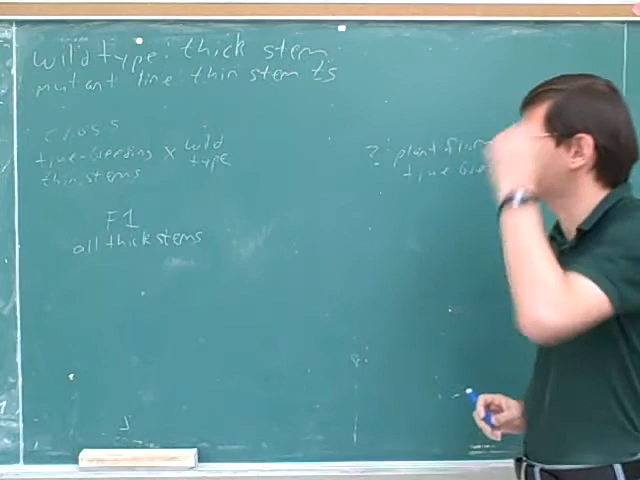 wild type: thick stem
mutant line thin stem ts
cross
true-breeding x wild type
thin stems
F1
all thick stems
? plant from
true